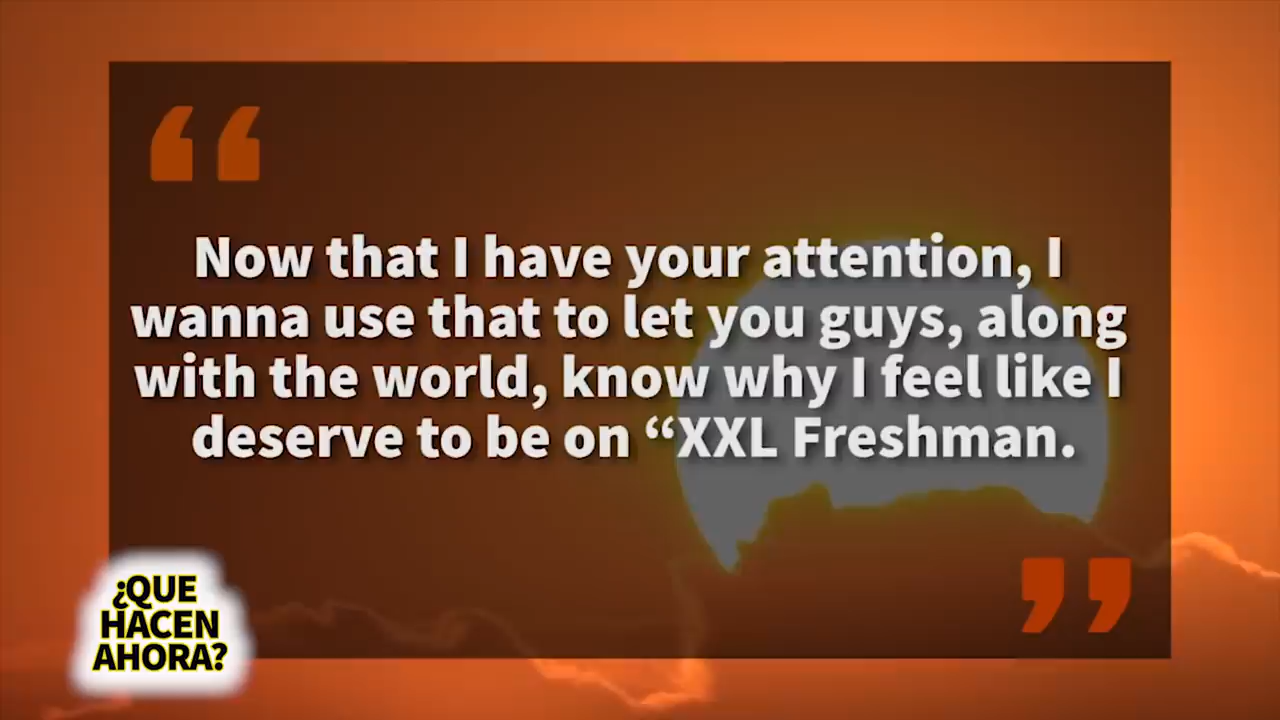 “
Now that I have your attention, I
wanna use that to let you guys, along
with the world, know why I feel like I
deserve to be on “XXL Freshman.
”
¿QUE
HACEN
AHORA?